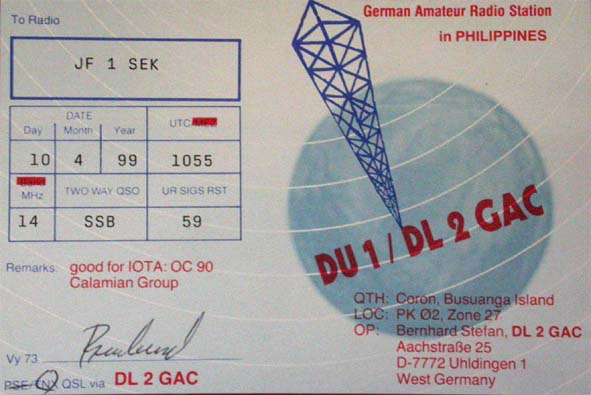 To Radio
JF 1 SEK
DATE
Day Month Year UTC
10 4 99 1055
MHz TWO WAY QSO UR SIGS RST
14 SSB 59
Remarks: good for IOTA: OC 90
Calamian Group
Vy 73
PSE/TNX QSL via DL 2 GAC
German Amateur Radio Station
in PHILIPPINES
DU 1 / DL 2 GAC
QTH: Coron, Busuanga Island
LOC: PK Ø2, Zone 27
OP: Bernhard Stefan, DL 2 GAC
Aachstraße 25
D-7772 Uhldingen 1
West Germany